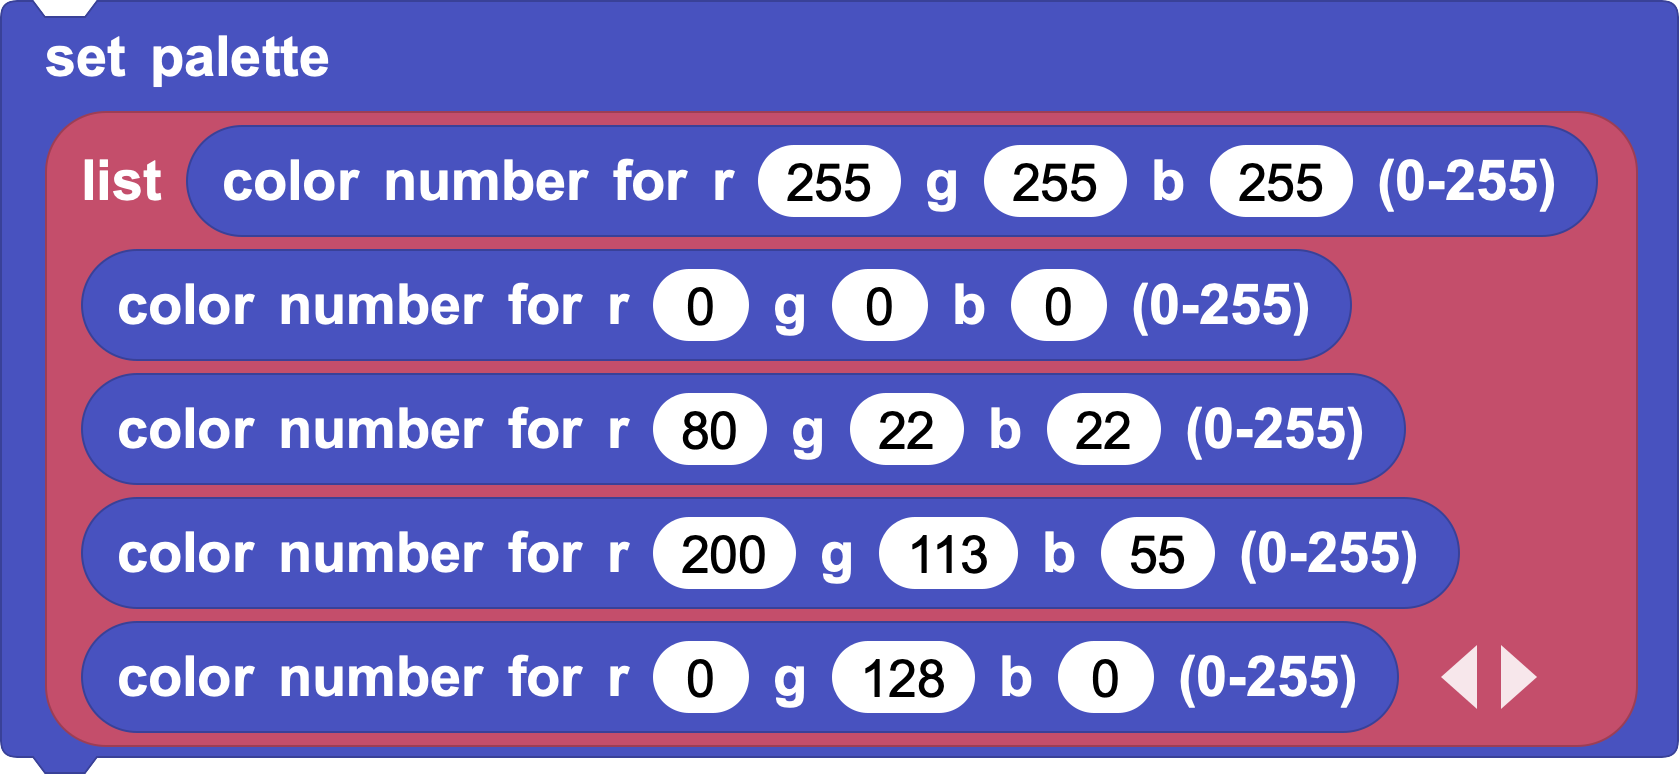 set palette
list color number for r 255 g 255 b 255 (0-255)
color number for r 0 g 0 b 0 (0-255)
color number for r 80 g 22 b 22 (0-255)
color number for r 200 g 113 b 55 (0-255)
color number for r 0 g 128 b 0 (0-255)